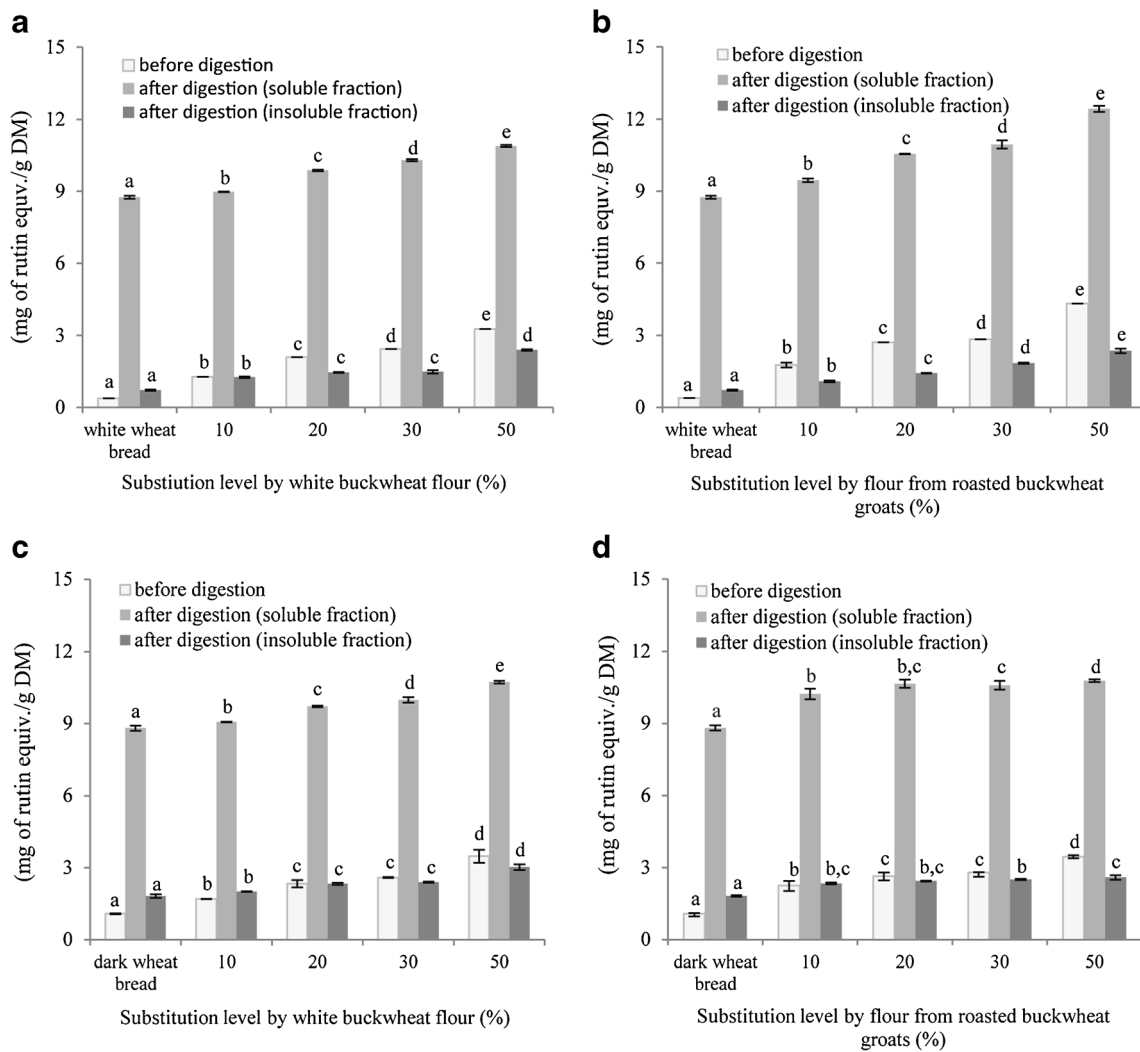 a
15
12
9
6
3
0
(mg of rutin equv./g DM)
before digestion
after digestion (soluble fraction)
after digestion (insoluble fraction)
a
a
a
b
b
b
c
c
c
d
d
c
e
e
d
white wheat
bread
10
20
30
50
Substiution level by white buckwheat flour (%)
b
15
12
9
6
3
0
(mg of rutin equv./g DM)
before digestion
after digestion (soluble fraction)
after digestion (insoluble fraction)
a
a
a
b
b
b
c
c
c
d
d
d
e
e
e
white wheat
bread
10
20
30
50
Substitution level by flour from roasted buckwheat
groats (%)
c
15
12
9
6
3
0
(mg of rutin equiv./g DM)
before digestion
after digestion (soluble fraction)
after digestion (insoluble fraction)
a
a
a
b
b
b
c
c
c
c
d
c
d
e
d
dark wheat
bread
10
20
30
50
Substitution level by white buckwheat flour (%)
d
15
12
9
6
3
0
(mg of rutin equiv./g DM)
before digestion
after digestion (soluble fraction)
after digestion (insoluble fraction)
a
a
a
b
b
b,c
c
b,c
b,c
c
c
b
d
d
c
dark wheat
bread
10
20
30
50
Substitution level by flour from roasted buckwheat
groats (%)